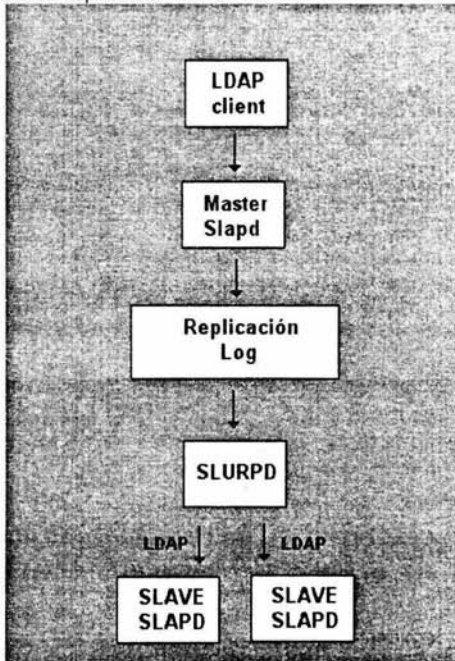 LDAP
client
Master
Slapd
Replicación
Log
SLURPD
LDAP LDAP
SLAVE SLAVE
SLAPD SLAPD